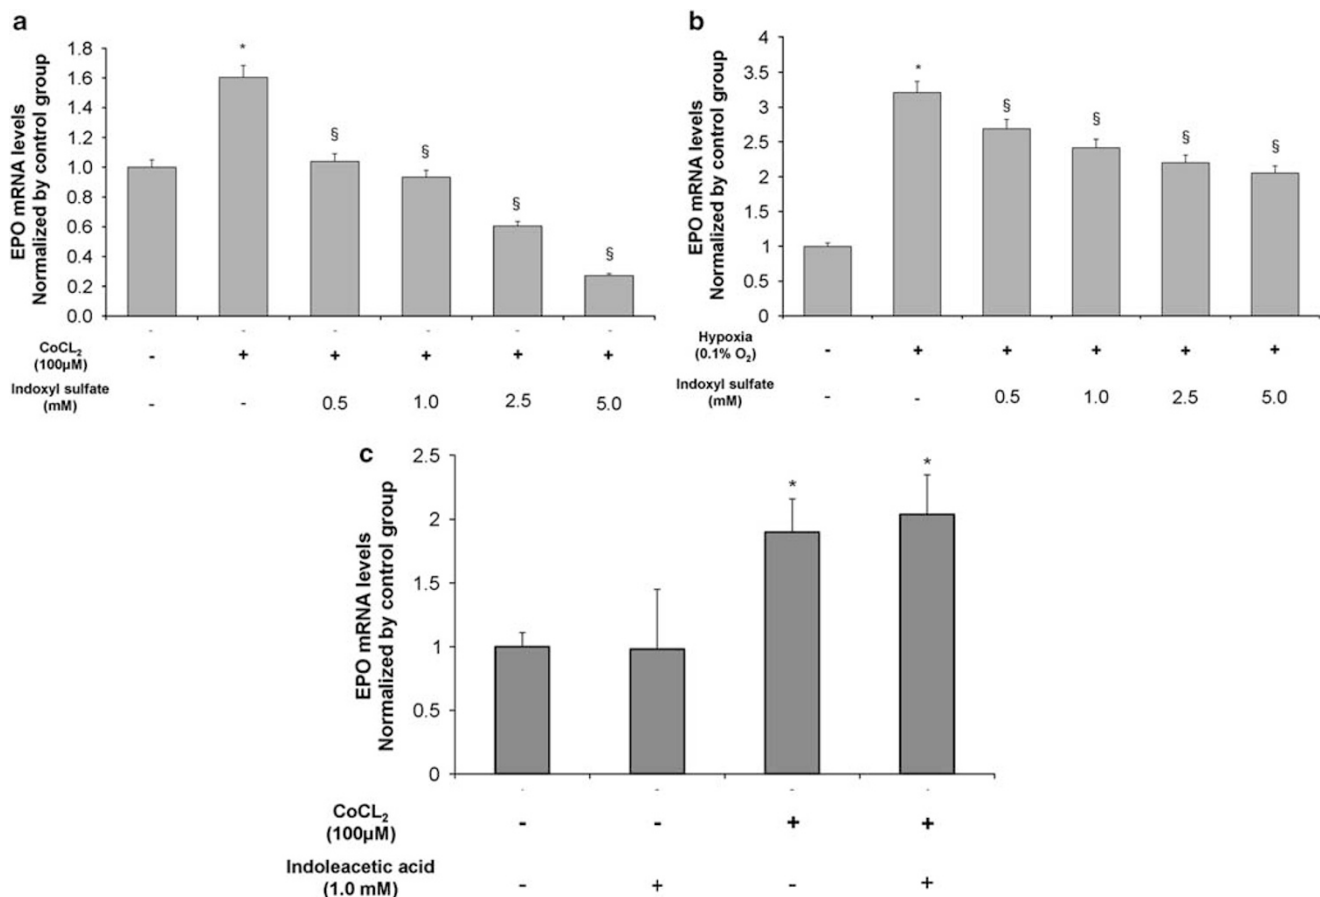 a
EPO mRNA levels
Normalized by control group
1.8
1.6
1.4
1.2
1.0
0.8
0.6
0.4
0.2
0.0
*
§
§
§
§
CoCL2
(100µM)
- + + + + +
Indoxyl sulfate
(mM)
- - 0.5 1.0 2.5 5.0
b
EPO mRNA levels
Normalized by control group
4
3.5
3
2.5
2
1.5
1
0.5
0
*
§
§
§
§
Hypoxia
(0.1% O2)
- + + + + +
Indoxyl sulfate
(mM)
- - 0.5 1.0 2.5 5.0
c
EPO mRNA levels
Normalized by control group
2.5
2
1.5
1
0.5
0
*
*
CoCL2
(100µM)
- - + +
Indoleacetic acid
(1.0 mM)
- + - +